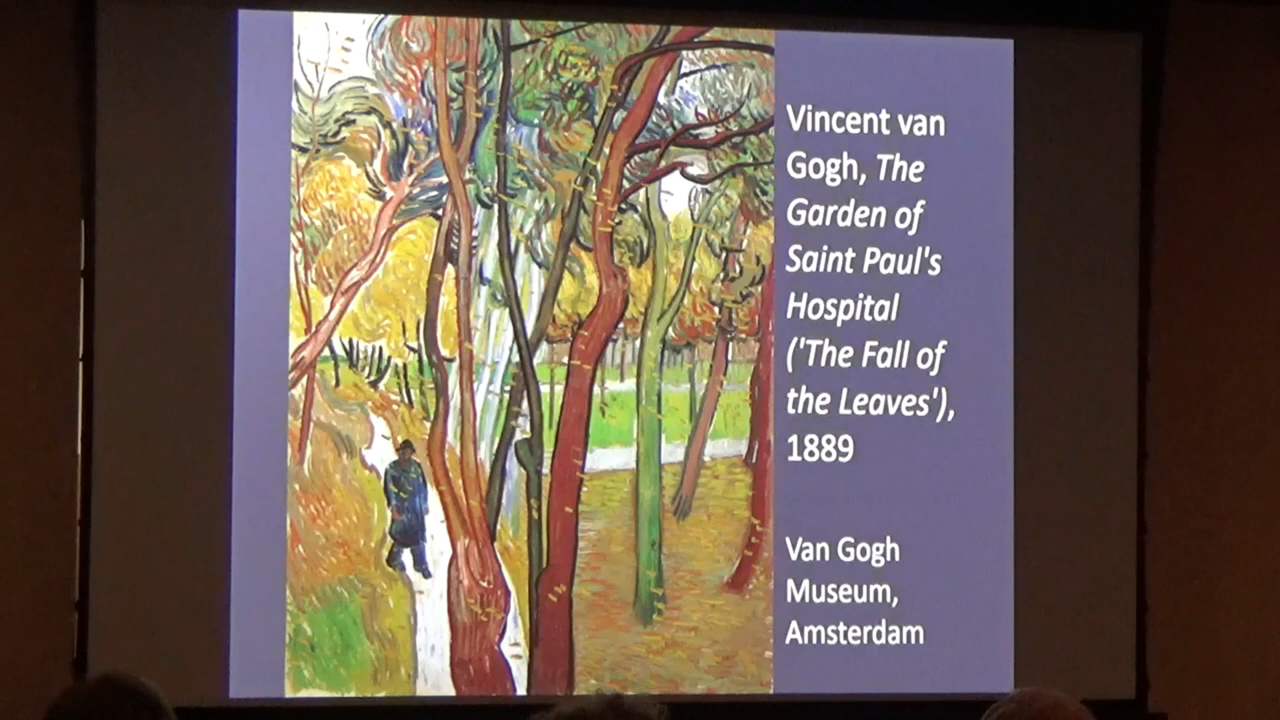 Vincent van
Gogh, The
Garden of
Saint Paul's
Hospital
('The Fall of
the Leaves'),
1889
Van Gogh
Museum,
Amsterdam